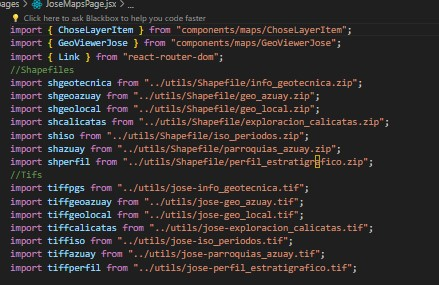 pages > JoseMapsPage.jsx > ...
Click here to ask Blackbox to help you code faster
import { ChoseLayerItem } from "components/maps/ChoseLayerItem";
import { GeoViewerJose } from "components/maps/GeoViewerJose";
import { Link } from "react-router-dom";
//Shapefiles
import shgeotecnica from "../utils/Shapefile/info_geotecnica.zip";
import shgeoazuay from "../utils/Shapefile/geo_azuay.zip";
import shgeolocal from "../utils/Shapefile/geo_local.zip";
import shcalicatas from "../utils/Shapefile/exploracion_calicatas.zip";
import shiso from "../utils/Shapefile/iso_periodos.zip";
import shazuay from "../utils/Shapefile/parroquias_azuay.zip";
import shperfil from "../utils/Shapefile/perfil_estratigrafico.zip";
//Tifs
import tiffpgs from "../utils/jose-info_geotecnica.tif";
import tiffgeoazuay from "../utils/jose-geo_azuay.tif";
import tiffgeolocal from "../utils/jose-geo_local.tif";
import tiffcalicatas from "../utils/jose-exploracion_calicatas.tif";
import tiffiso from "../utils/jose-iso_periodos.tif";
import tiffazuay from "../utils/jose-parroquias_azuay.tif";
import tiffperfil from "../utils/jose-perfil_estratigrafico.tif";